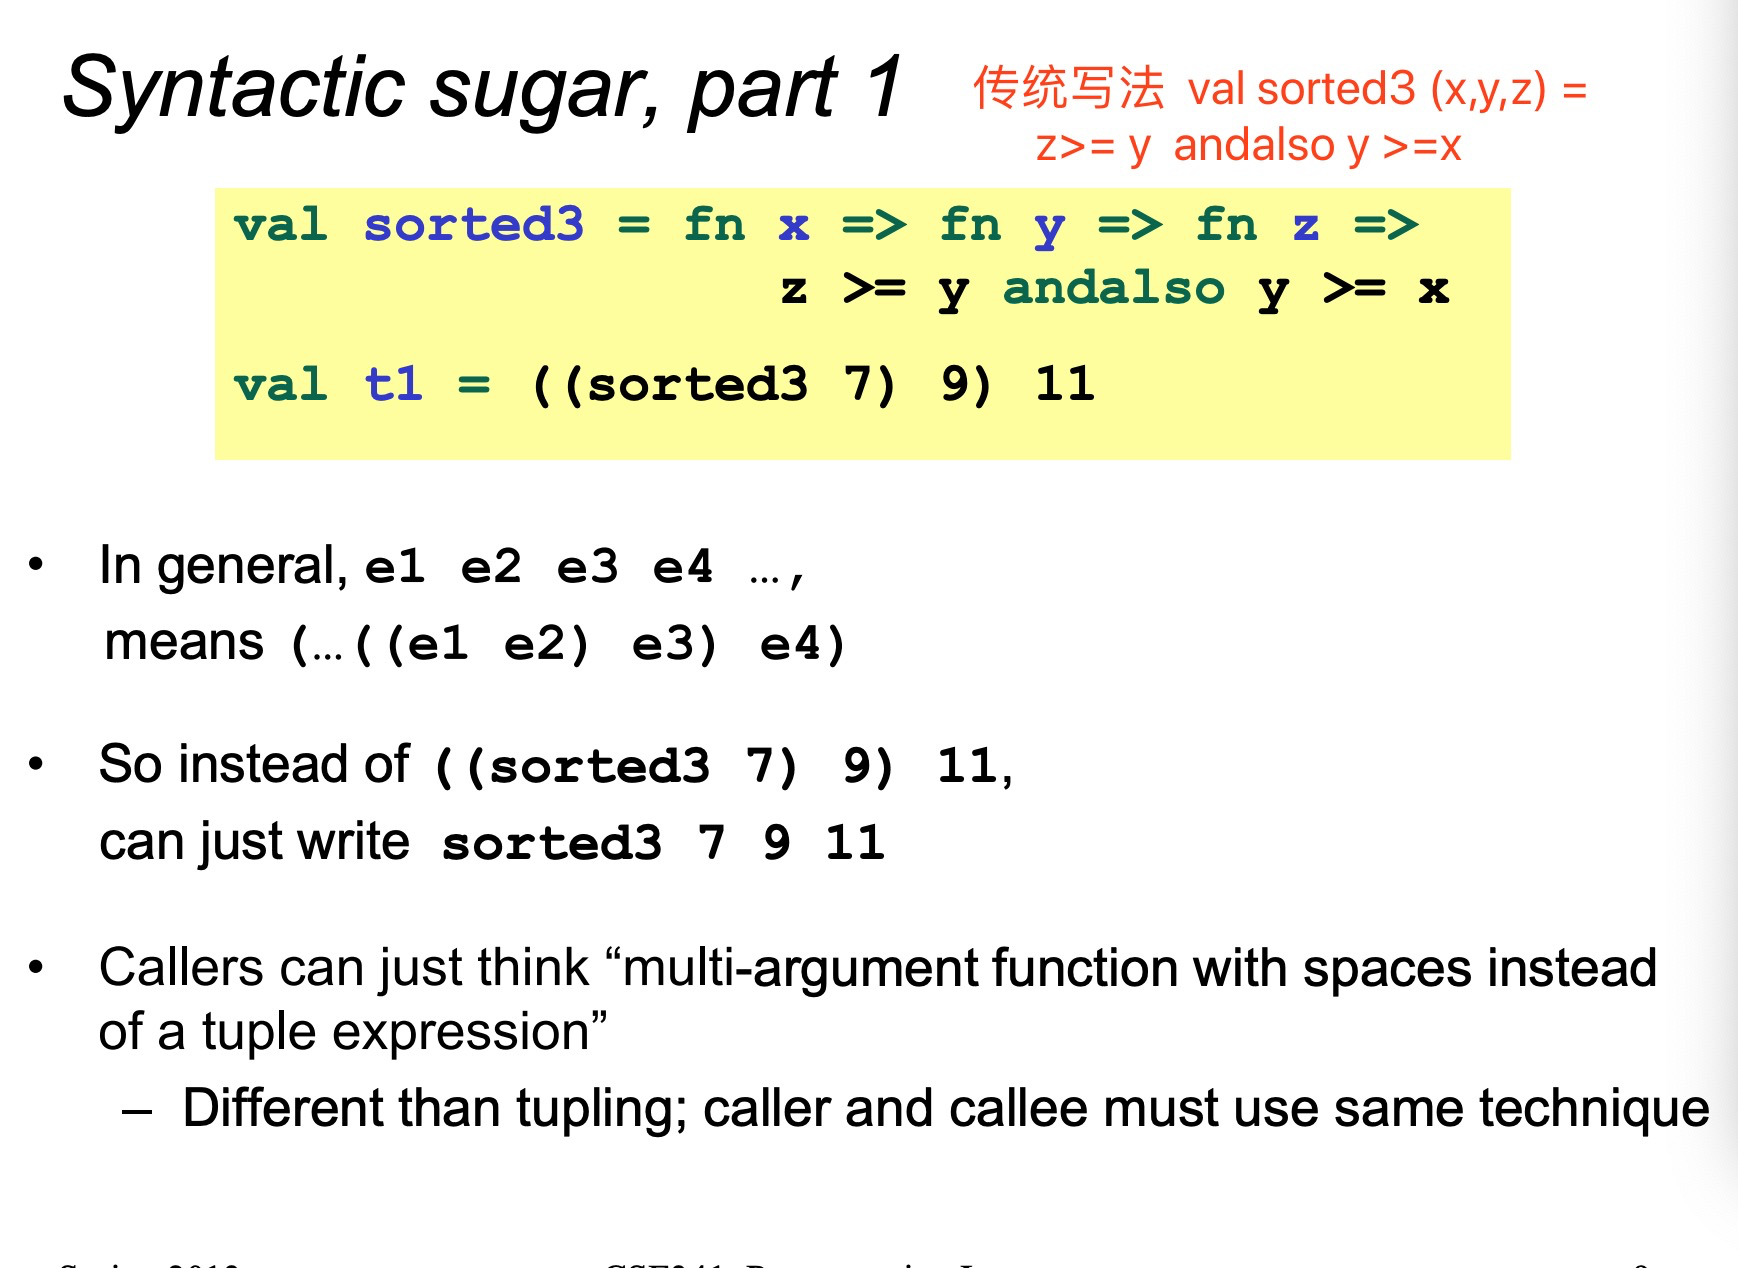 Syntactic sugar, part 1
传统写法 val sorted3 (x,y,z) =
z>= y andalso y >=x
val sorted3 = fn x => fn y => fn z =>
z >= y andalso y >= x
val t1 = ((sorted3 7) 9) 11
• In general, e1 e2 e3 e4 …,
means (…((e1 e2) e3) e4)
• So instead of ((sorted3 7) 9) 11,
can just write sorted3 7 9 11
• Callers can just think “multi-argument function with spaces instead
of a tuple expression”
– Different than tupling; caller and callee must use same technique